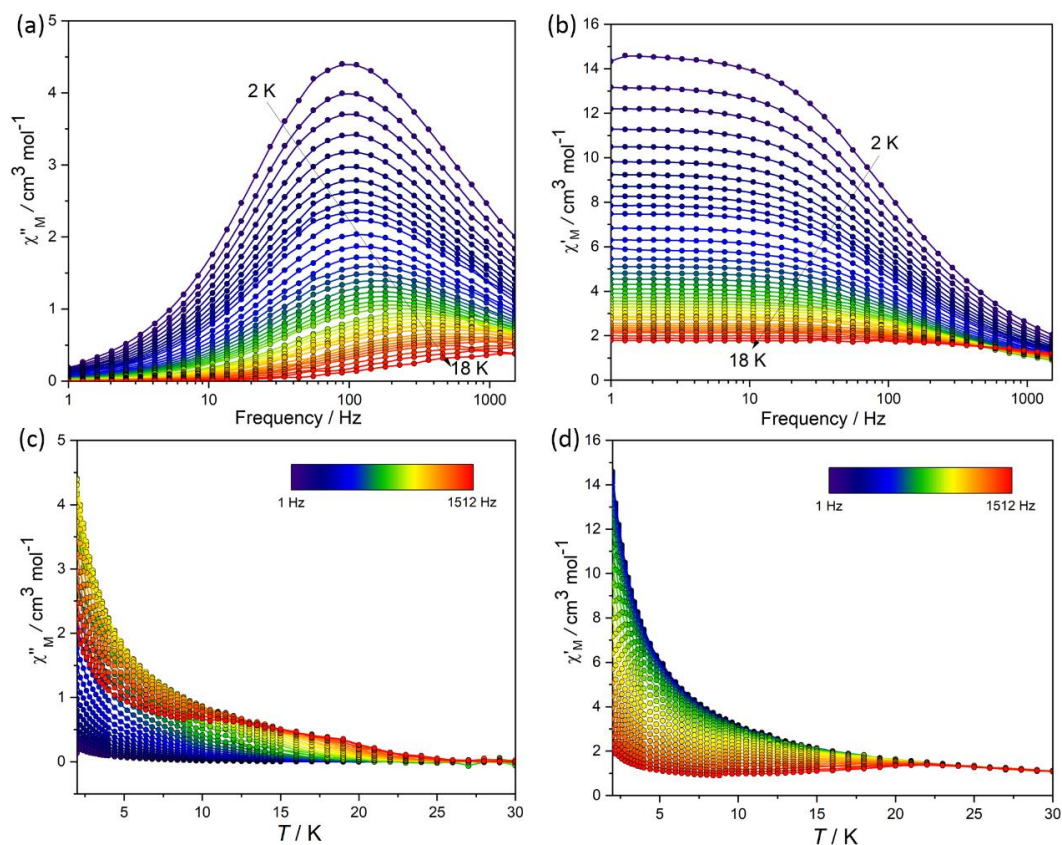 (a)
5
4
3
2
1
0
χ''M / cm³ mol⁻¹
2 K
18 K
1
10
100
1000
Frequency / Hz
(b)
16
14
12
10
8
6
4
2
0
χ'M / cm³ mol⁻¹
2 K
18 K
1
10
100
1000
Frequency / Hz
(c)
5
4
3
2
1
0
χ''M / cm³ mol⁻¹
1 Hz
1512 Hz
5
10
15
20
25
30
T / K
(d)
16
14
12
10
8
6
4
2
0
χ'M / cm³ mol⁻¹
1 Hz
1512 Hz
5
10
15
20
25
30
T / K